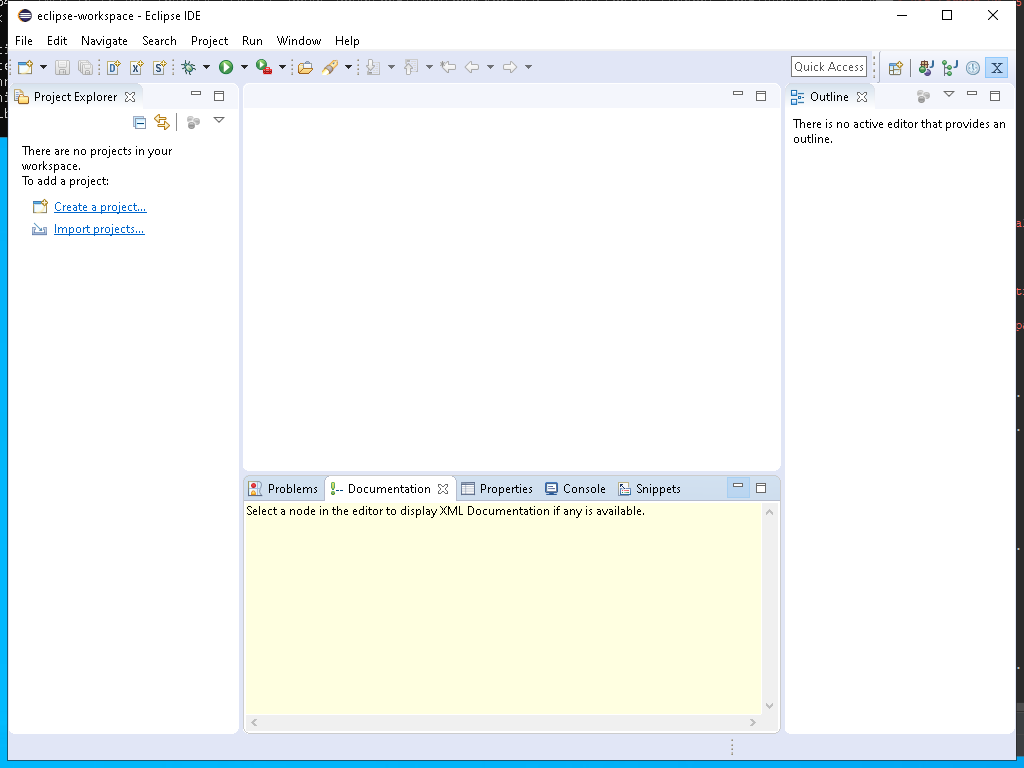 eclipse-workspace - Eclipse IDE
File Edit Navigate Search Project Run Window Help
Quick Access
Project Explorer
There are no projects in your
workspace.
To add a project:
Create a project...
Import projects...
Outline
There is no active editor that provides an
outline.
Problems Documentation Properties Console Snippets
Select a node in the editor to display XML Documentation if any is available.